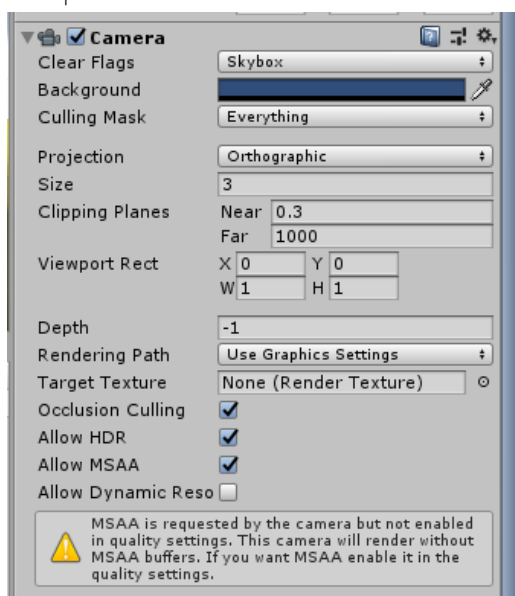 Camera
Clear Flags Skybox
Background
Culling Mask Everything
Projection Orthographic
Size 3
Clipping Planes Near 0.3
Far 1000
Viewport Rect X 0 Y 0
W 1 H 1
Depth -1
Rendering Path Use Graphics Settings
Target Texture None (Render Texture)
Occlusion Culling
Allow HDR
Allow MSAA
Allow Dynamic Reso
MSAA is requested by the camera but not enabled
in quality settings. This camera will render without
MSAA buffers. If you want MSAA enable it in the
quality settings.